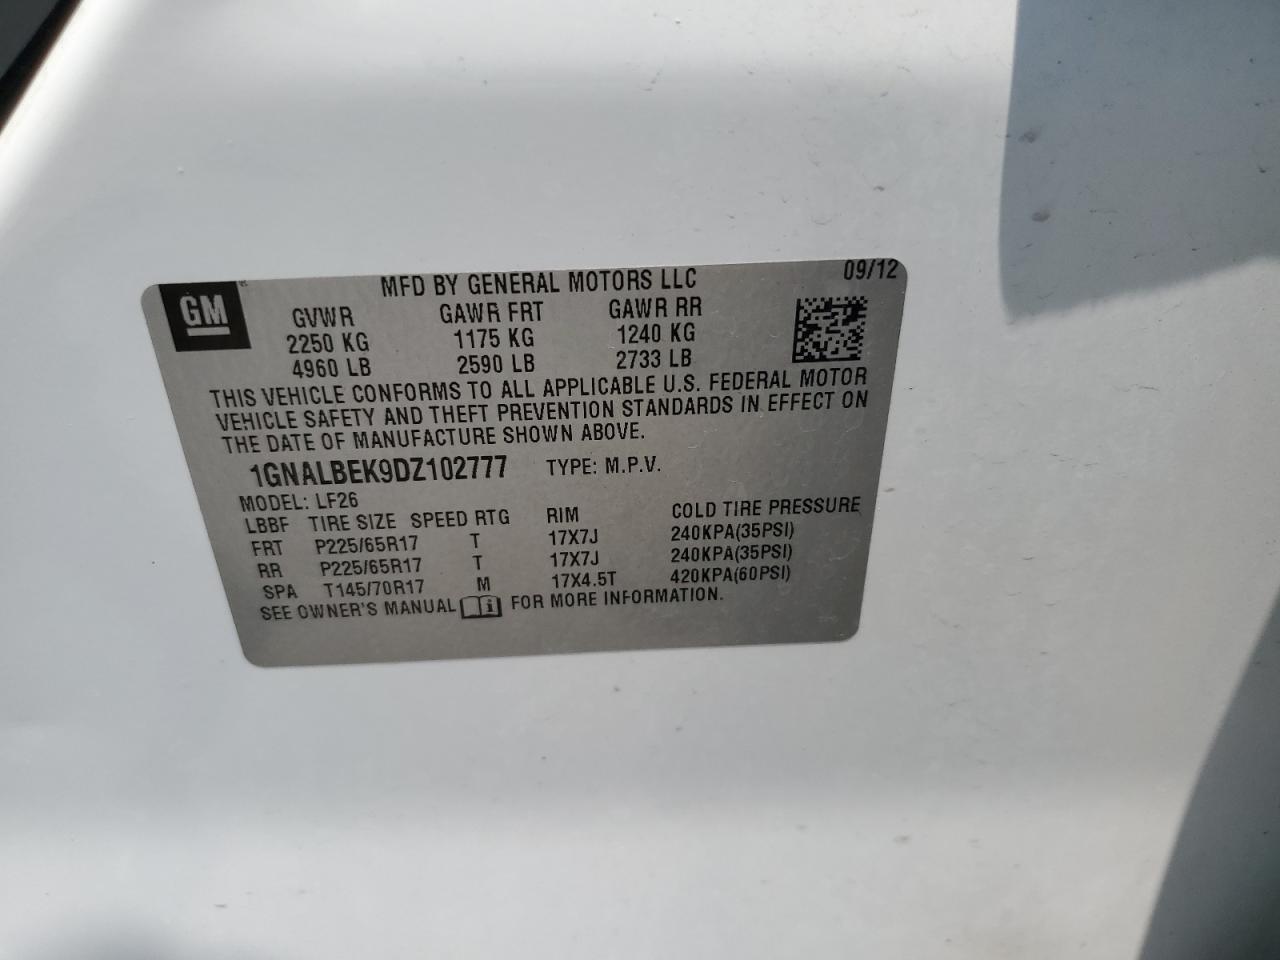 GM
MFD BY GENERAL MOTORS LLC 09/12
GVWR GAWR FRT GAWR RR
2250 KG 1175 KG 1240 KG
4960 LB 2590 LB 2733 LB
THIS VEHICLE CONFORMS TO ALL APPLICABLE U.S. FEDERAL MOTOR
VEHICLE SAFETY AND THEFT PREVENTION STANDARDS IN EFFECT ON
THE DATE OF MANUFACTURE SHOWN ABOVE.
1GNALBEK9DZ102777 TYPE: M.P.V.
MODEL: LF26
LBBF TIRE SIZE SPEED RTG RIM COLD TIRE PRESSURE
FRT P225/65R17 T 17X7J 240KPA(35PSI)
RR P225/65R17 T 17X7J 240KPA(35PSI)
SPA T145/70R17 M 17X4.5T 420KPA(60PSI)
SEE OWNER'S MANUAL i FOR MORE INFORMATION.